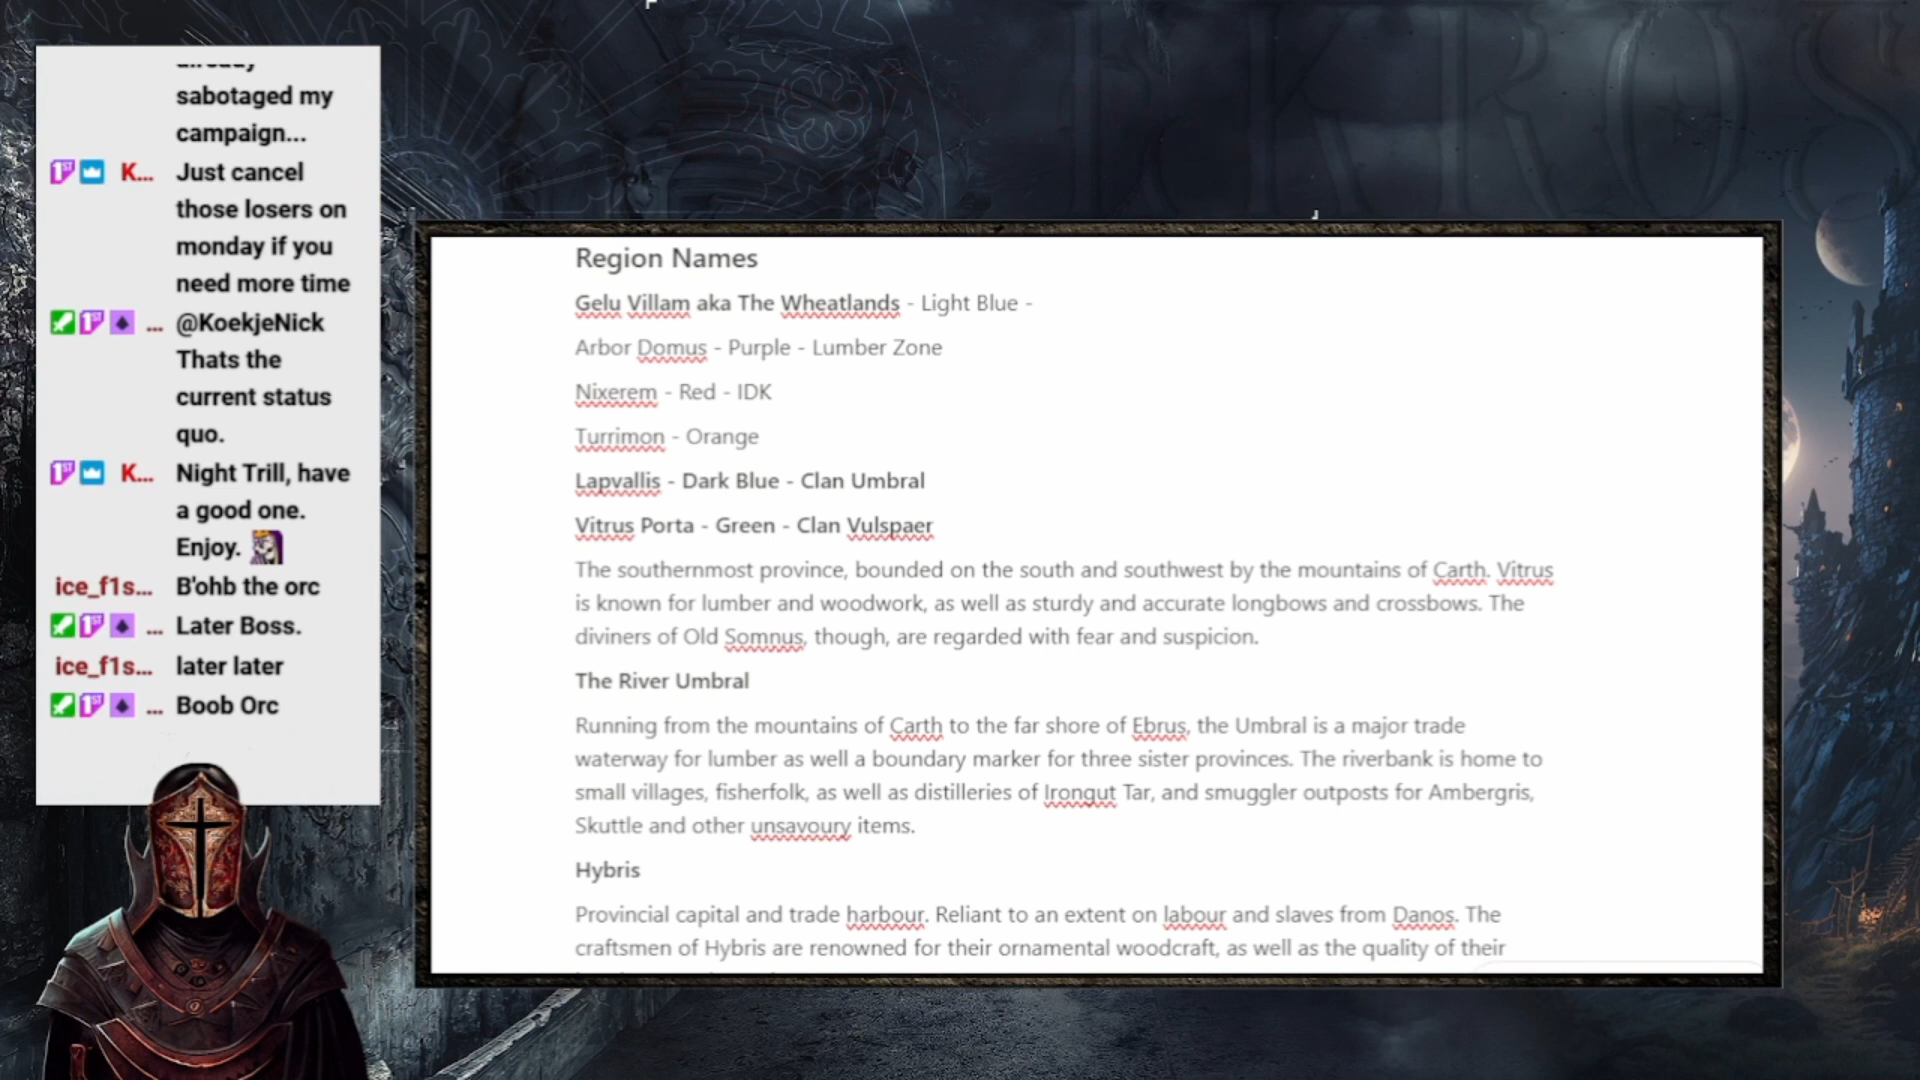 already
sabotaged my
campaign...
K... Just cancel
those losers on
monday if you
need more time
... @KoekjeNick
Thats the
current status
quo.
K... Night Trill, have
a good one.
Enjoy.
ice_f1s... B'ohb the orc
... Later Boss.
ice_f1s... later later
... Boob Orc
Region Names
Gelu Villam aka The Wheatlands - Light Blue -
Arbor Domus - Purple - Lumber Zone
Nixerem - Red - IDK
Turrimon - Orange
Lapvallis - Dark Blue - Clan Umbral
Vitrus Porta - Green - Clan Vulspaer
The southernmost province, bounded on the south and southwest by the mountains of Carth. Vitrus
is known for lumber and woodwork, as well as sturdy and accurate longbows and crossbows. The
diviners of Old Somnus, though, are regarded with fear and suspicion.
The River Umbral
Running from the mountains of Carth to the far shore of Ebrus, the Umbral is a major trade
waterway for lumber as well a boundary marker for three sister provinces. The riverbank is home to
small villages, fisherfolk, as well as distilleries of Irongut Tar, and smuggler outposts for Ambergris,
Skuttle and other unsavoury items.
Hybris
Provincial capital and trade harbour. Reliant to an extent on labour and slaves from Danos. The
craftsmen of Hybris are renowned for their ornamental woodcraft, as well as the quality of their